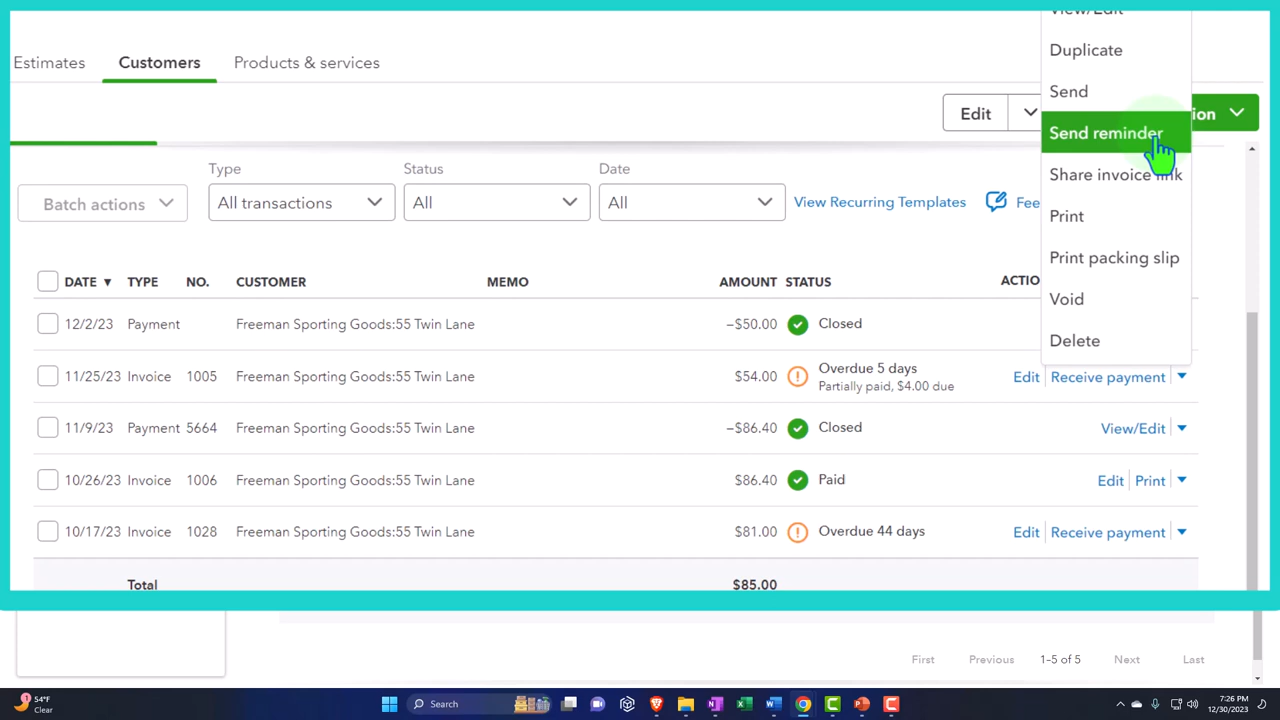 View/Edit
Estimates Customers Products & services
Duplicate
Send
Edit ion
Send reminder
Type Status Date
Share invoice link
Batch actions All transactions All All View Recurring Templates Fee
Print
Print packing slip
DATE ▼ TYPE NO. CUSTOMER MEMO AMOUNT STATUS ACTIO
Void
12/2/23 Payment Freeman Sporting Goods:55 Twin Lane −$50.00 Closed
Delete
11/25/23 Invoice 1005 Freeman Sporting Goods:55 Twin Lane $54.00 Overdue 5 days Edit Receive payment
Partially paid, $4.00 due
11/9/23 Payment 5664 Freeman Sporting Goods:55 Twin Lane −$86.40 Closed View/Edit
10/26/23 Invoice 1006 Freeman Sporting Goods:55 Twin Lane $86.40 Paid Edit Print
10/17/23 Invoice 1028 Freeman Sporting Goods:55 Twin Lane $81.00 Overdue 44 days Edit Receive payment
Total $85.00
First Previous 1–5 of 5 Next Last
1 54°F
Clear
Search
7:26 PM
12/30/2023